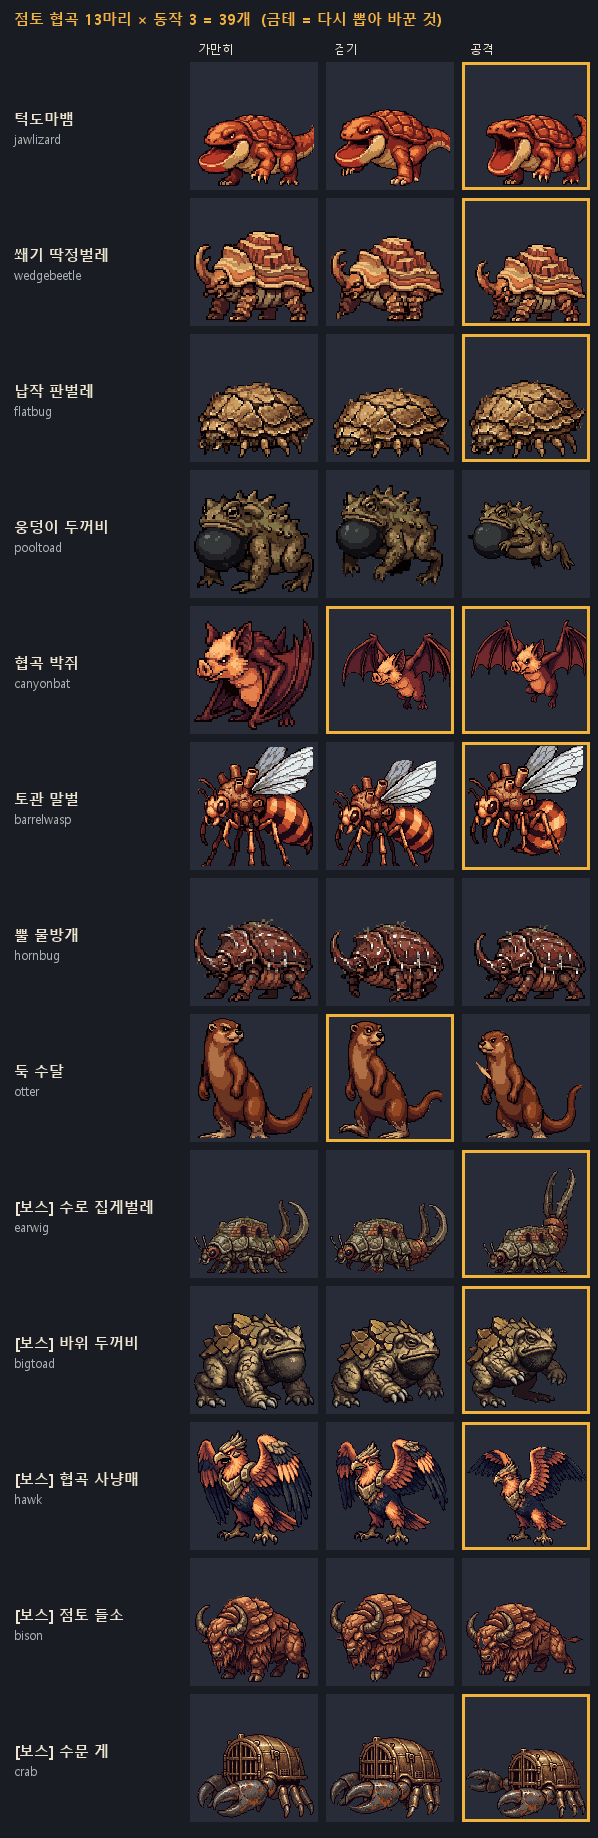 점토 협곡 13마리 × 동작 3 = 39개 (금테 = 다시 뽑아 바꾼 것)
가만히 걷기 공격
턱도마뱀
jawlizard
쐐기 딱정벌레
wedgebeetle
납작 판벌레
flatbug
웅덩이 두꺼비
pooltoad
협곡 박쥐
canyonbat
토관 말벌
barrelwasp
뿔 물방개
hornbug
둑 수달
otter
[보스] 수로 집게벌레
earwig
[보스] 바위 두꺼비
bigtoad
[보스] 협곡 사냥매
hawk
[보스] 점토 들소
bison
[보스] 수문 게
crab